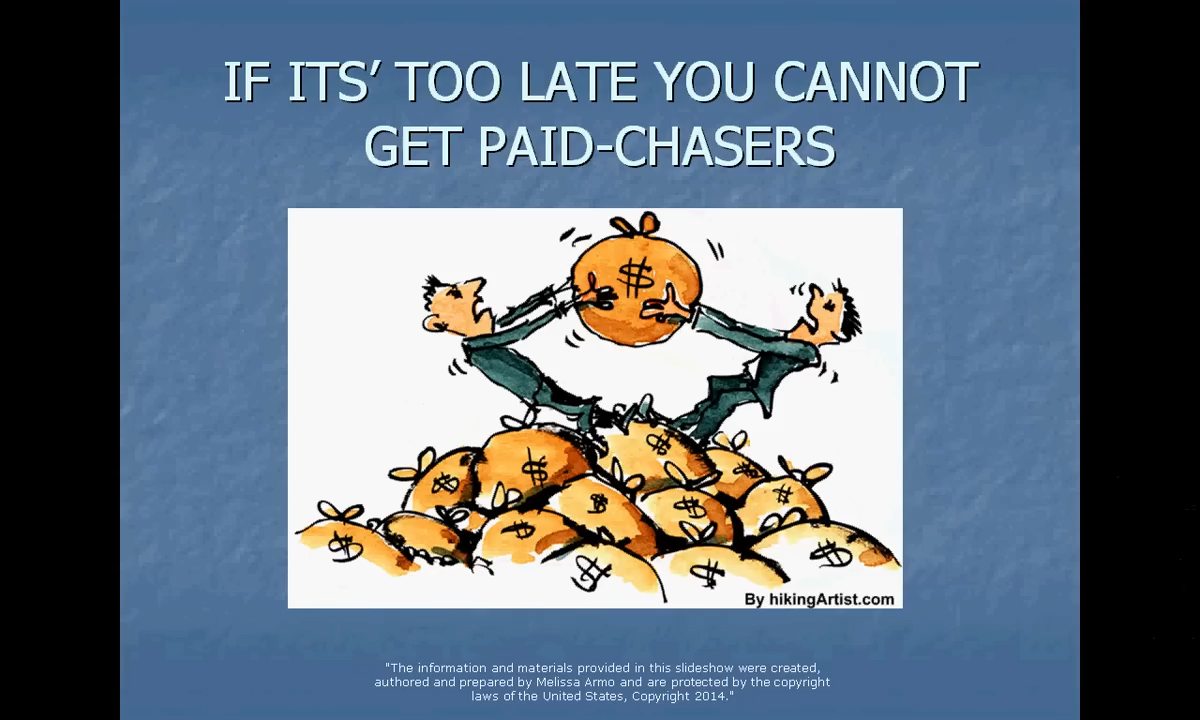 IF ITS’ TOO LATE YOU CANNOT
GET PAID-CHASERS
$
$
$
$
$
$
$
$
$
$
$
$
$
$
By hikingArtist.com
"The information and materials provided in this slideshow were created,
authored and prepared by Melissa Armo and are protected by the copyright
laws of the United States, Copyright 2014."